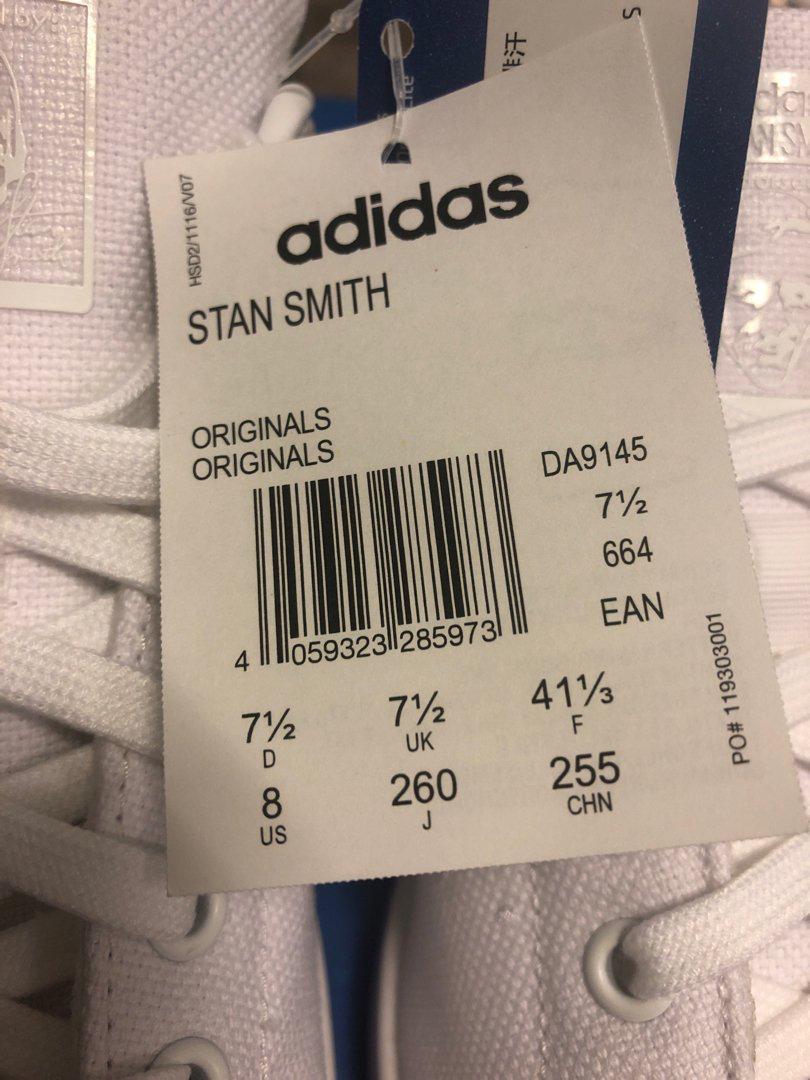 HSD2/1116/V07
adidas
STAN SMITH
ORIGINALS
ORIGINALS
DA9145
7½
664
EAN
4 059323 285973
PO# 119303001
7½ 7½ 41⅓
D UK F
8 260 255
US J CHN